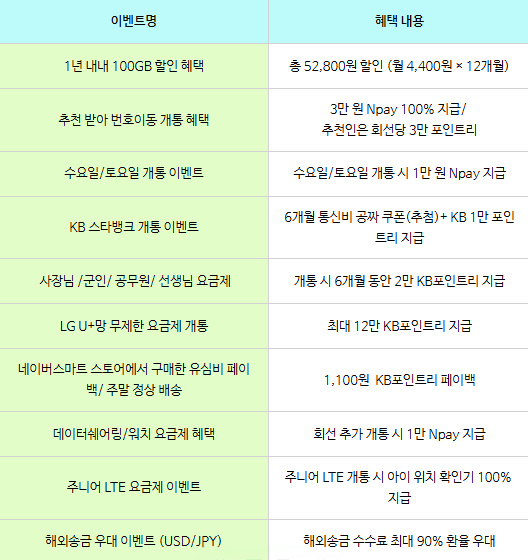 이벤트명
혜택 내용
1년 내내 100GB 할인 혜택
총 52,800원 할인 (월 4,400원 × 12개월)
추천 받아 번호이동 개통 혜택
3만 원 Npay 100% 지급/
추천인은 회선당 3만 포인트리
수요일/토요일 개통 이벤트
수요일/토요일 개통 시 1만 원 Npay 지급
KB 스타뱅크 개통 이벤트
6개월 통신비 공짜 쿠폰(추첨)+ KB 1만 포인
트리 지급
사장님 /군인/ 공무원/ 선생님 요금제
개통 시 6개월 동안 2만 KB포인트리 지급
LG U+망 무제한 요금제 개통
최대 12만 KB포인트리 지급
네이버스마트 스토어에서 구매한 유심비 페이
백/ 주말 정상 배송
1,100원 KB포인트리 페이백
데이터쉐어링/워치 요금제 혜택
회선 추가 개통 시 1만 Npay 지급
주니어 LTE 요금제 이벤트
주니어 LTE 개통 시 아이 위치 확인기 100%
지급
해외송금 우대 이벤트 (USD/JPY)
해외송금 수수료 최대 90% 환율 우대